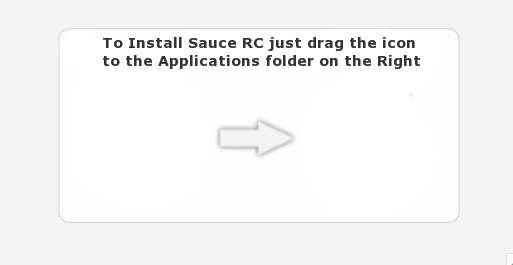 To Install Sauce RC just drag the icon
to the Applications folder on the Right